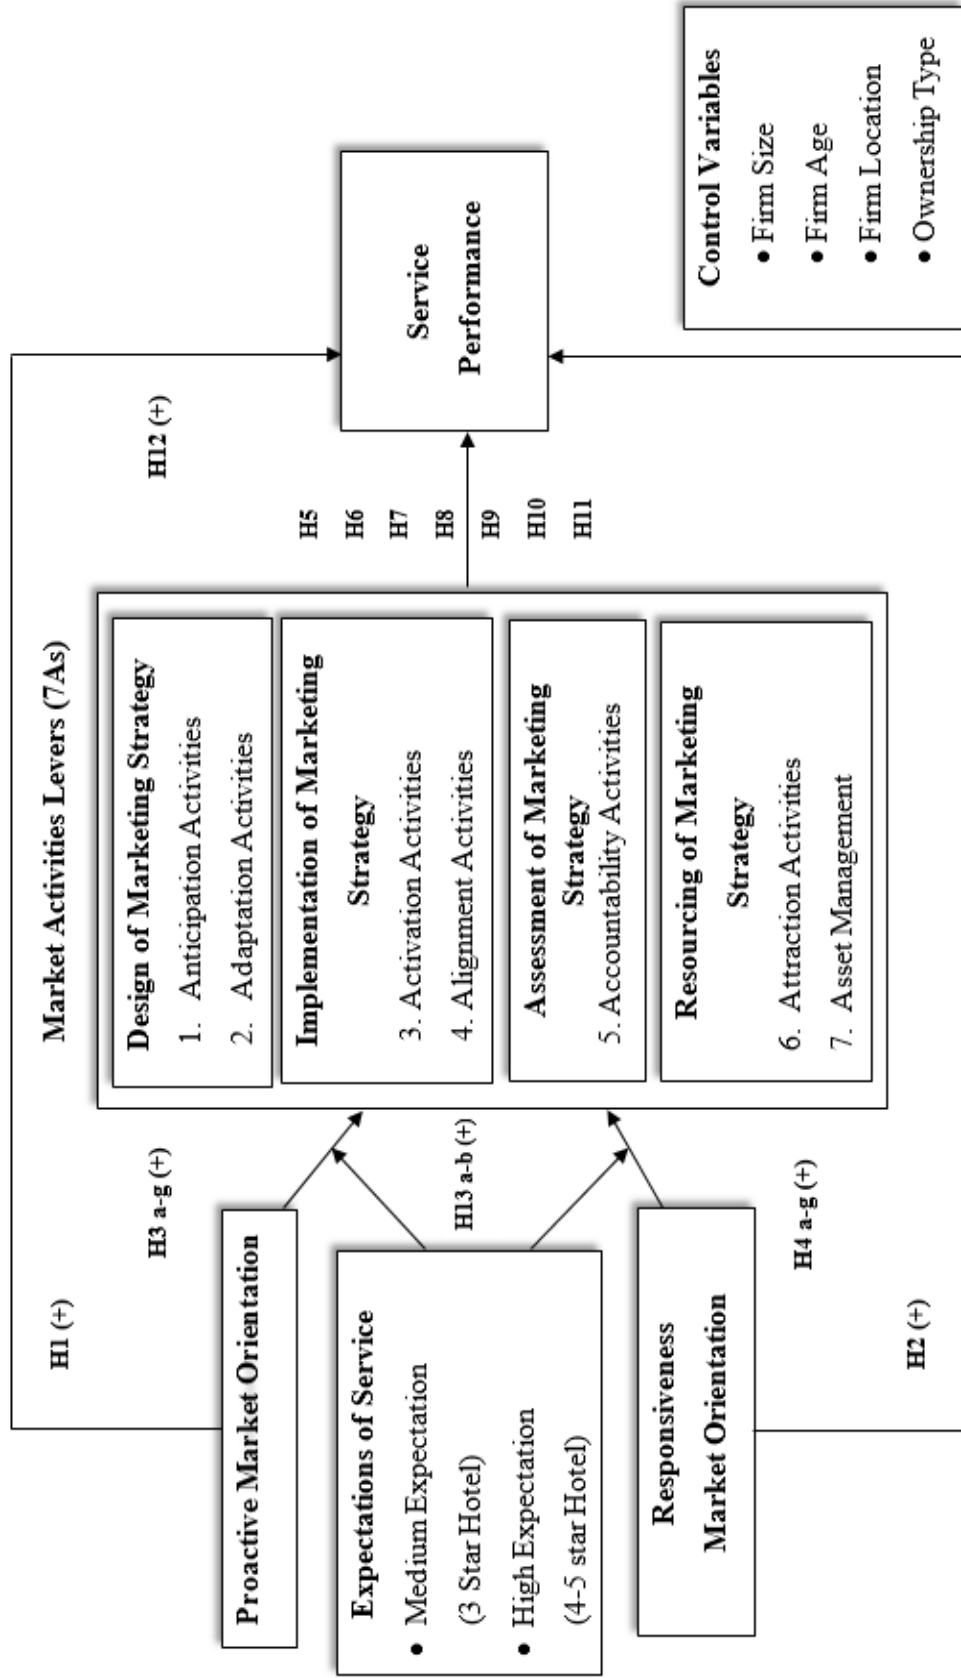 Market Activities Levers (7As)
H1 (+)
H3 a-g (+)
H12 (+)
Proactive Market Orientation
Expectations of Service
• Medium Expectation
(3 Star Hotel)
• High Expectation
(4-5 star Hotel)
H13 a-b (+)
Responsiveness
Market Orientation
H4 a-g (+)
H2 (+)
Design of Marketing Strategy
1. Anticipation Activities
2. Adaptation Activities
Implementation of Marketing
Strategy
3. Activation Activities
4. Alignment Activities
Assessment of Marketing
Strategy
5. Accountability Activities
Resourcing of Marketing
Strategy
6. Attraction Activities
7. Asset Management
H5
H6
H7
H8
H9
H10
H11
Service
Performance
Control Variables
• Firm Size
• Firm Age
• Firm Location
• Ownership Type